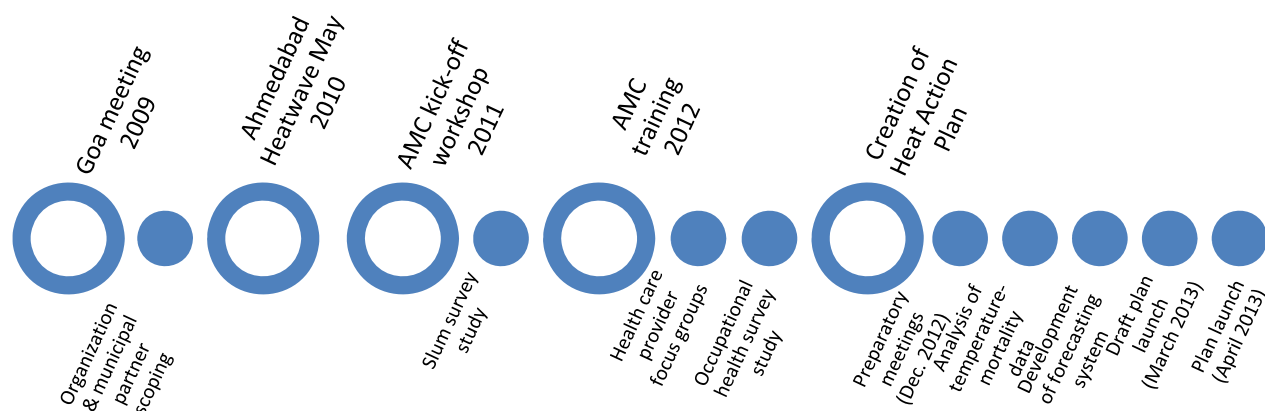 Goa meeting
2009
Organization
& municipal
partner
scoping
Ahmedabad
Heatwave May
2010
AMC kick-off
workshop
2011
Slum survey
study
AMC
training
2012
Health care
provider
focus groups
Occupational
health survey
study
Creation of
Heat Action
Plan
Preparatory
meetings
(Dec. 2012)
Analysis of
temperature-
mortality
data
Development
of forecasting
system
Draft plan
launch
(March 2013)
Plan launch
(April 2013)